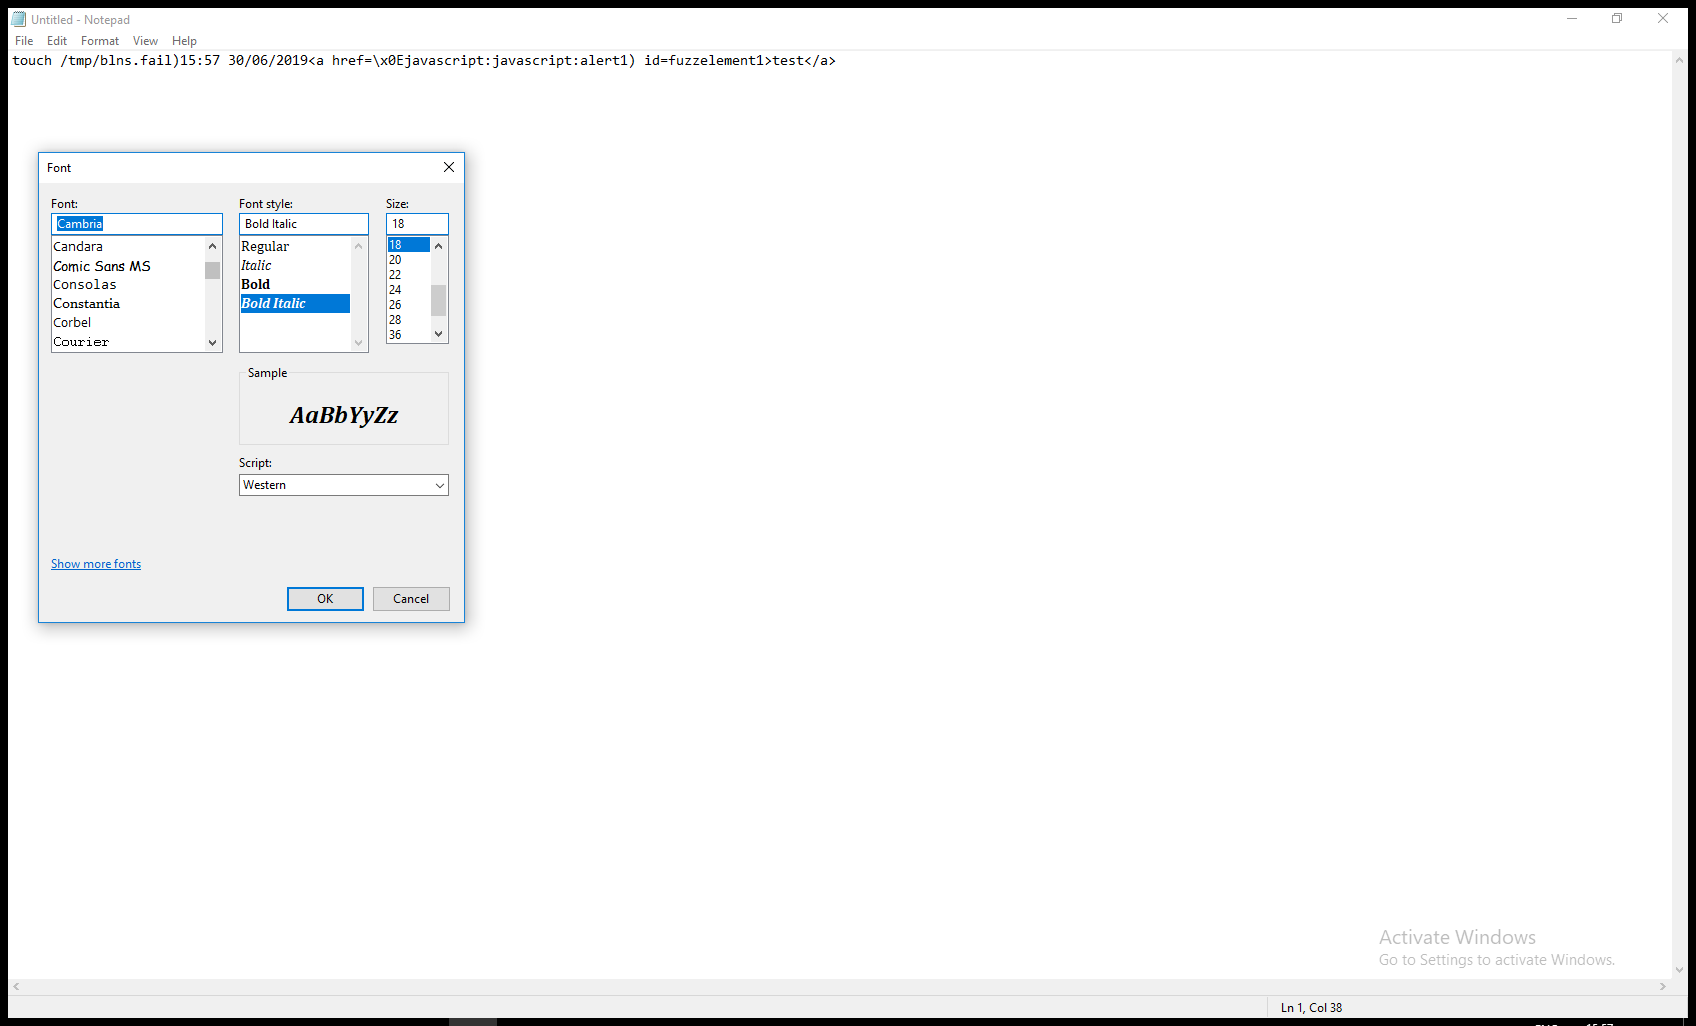 Untitled - Notepad
File Edit Format View Help
touch /tmp/blns.fail)15:57 30/06/2019<a href=\x0Ejavascript:javascript:alert1) id=fuzzelement1>test</a>
Font
Font:
Cambria
Candara
Comic Sans MS
Consolas
Constantia
Corbel
Courier
Font style:
Bold Italic
Regular
Italic
Bold
Bold Italic
Size:
18
18
20
22
24
26
28
36
Sample
AaBbYyZz
Script:
Western
Show more fonts
OK
Cancel
Activate Windows
Go to Settings to activate Windows.
Ln 1, Col 38